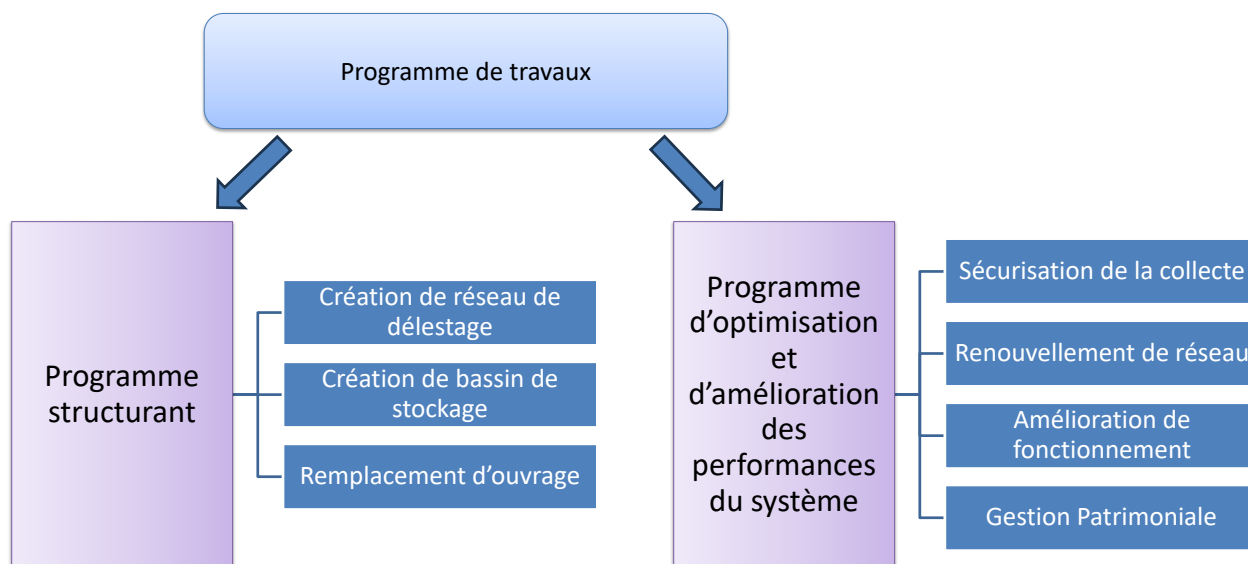 Programme de travaux
Programme
structurant
Création de réseau de
délestage
Création de bassin de
stockage
Remplacement d’ouvrage
Programme
d’optimisation
et
d’amélioration
des
performances
du système
Sécurisation de la collecte
Renouvellement de réseau
Amélioration de
fonctionnement
Gestion Patrimoniale